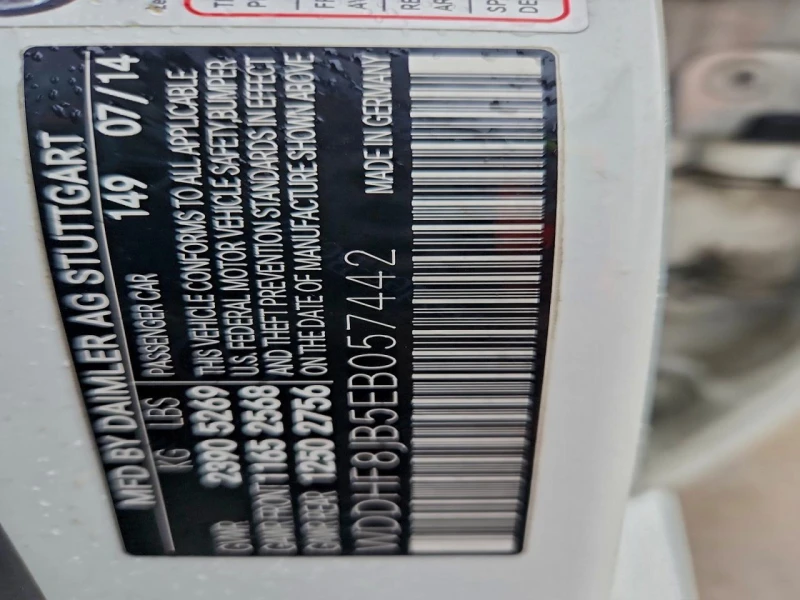 MFD BY DAIMLER AG STUTTGART
149 07/14
KG LBS PASSENGER CAR
GVWR 2390 5269 THIS VEHICLE CONFORMS TO ALL APPLICABLE
GAWR FRONT 1165 2568 U.S. FEDERAL MOTOR VEHICLE SAFETY,BUMPER
AND THEFT PREVENTION STANDARDS IN EFFECT
GAWR REAR 1250 2756 ON THE DATE OF MANUFACTURE SHOWN ABOVE
WDDHF8JB5EB057442 MADE IN GERMANY